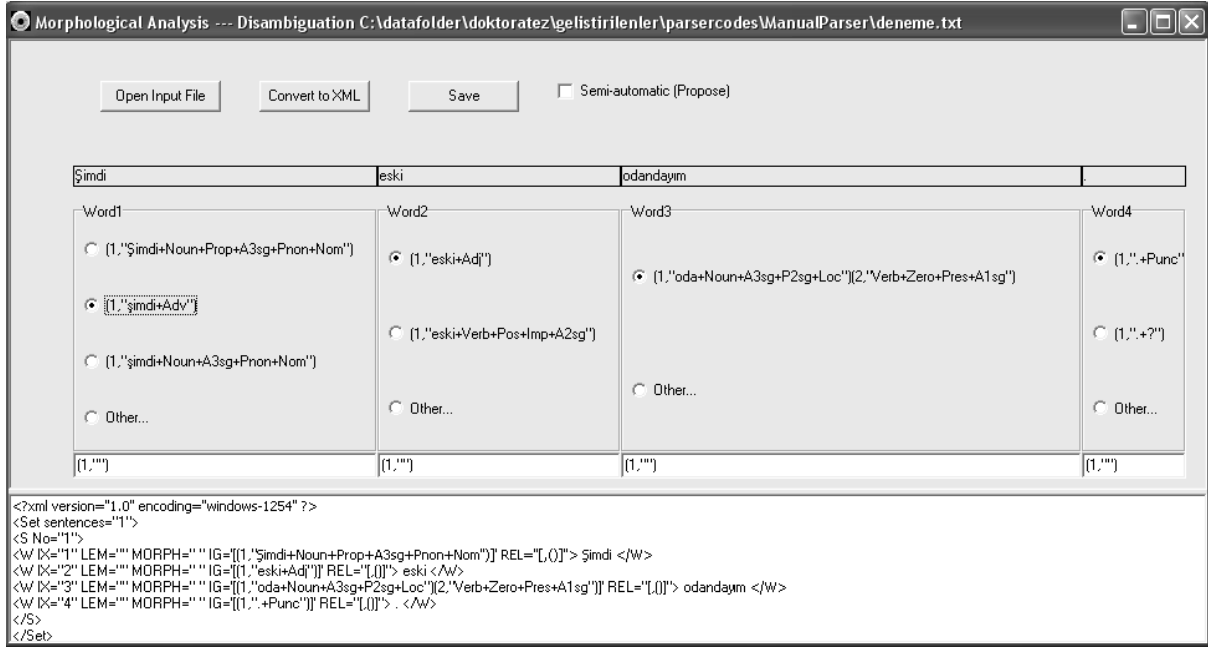 Morphological Analysis --- Disambiguation C:\datafolder\doktoratez\gelistirilenler\parsercodes\ManualParser\deneme.txt
Open Input File Convert to XML Save Semi-automatic (Propose)
Şimdi eski odandayım .
Word1 Word2 Word3 Word4
(1,"Şimdi+Noun+Prop+A3sg+Pnon+Nom") (1,"eski+Adj") (1,"oda+Noun+A3sg+P2sg+Loc")(2,"Verb+Zero+Pres+A1sg") (1,".+Punc"
(1,"şimdi+Adv") (1,"eski+Verb+Pos+Imp+A2sg") (1,".+?")
(1,"şimdi+Noun+A3sg+Pnon+Nom")
Other... Other... Other... Other...
(1,"") (1,"") (1,"") (1,"")
<?xml version="1.0" encoding="windows-1254" ?>
<Set sentences="1">
<S No="1">
<W IX="1" LEM="" MORPH=" " IG='[(1,"Şimdi+Noun+Prop+A3sg+Pnon+Nom")]' REL="[,()]"> Şimdi </W>
<W IX="2" LEM="" MORPH=" " IG='[(1,"eski+Adj")]' REL="[,()]"> eski </W>
<W IX="3" LEM="" MORPH=" " IG='[(1,"oda+Noun+A3sg+P2sg+Loc")(2,"Verb+Zero+Pres+A1sg")]' REL="[,()]"> odandayım </W>
<W IX="4" LEM="" MORPH=" " IG='[(1,".+Punc")]' REL="[,()]"> . </W>
</S>
</Set>